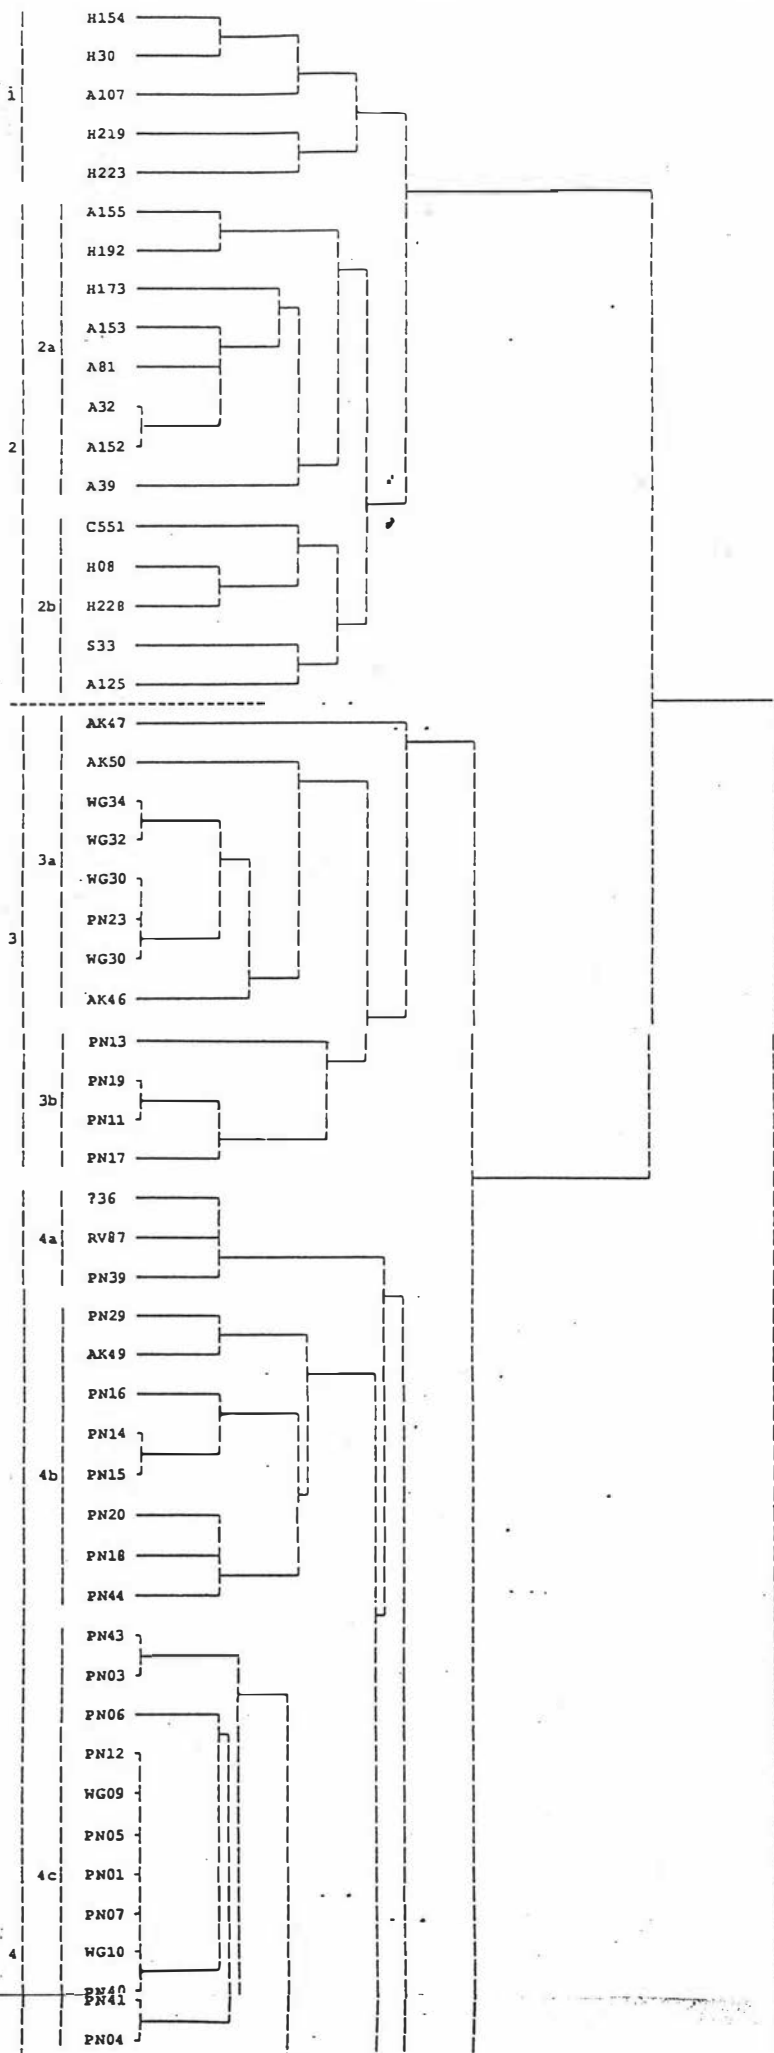 H154
H30
1 A107
H219
H223
A155
H192
H173
A153
2a
A81
A32
2 A152
A39
C551
H08
2b H228
S33
A125
AK47
AK50
WG34
WG32
3a
WG30
PN23
3
WG30
AK46
PN13
PN19
3b
PN11
PN17
?36
4a RV87
PN39
PN29
AK49
PN16
PN14
4b PN15
PN20
PN18
PN44
PN43
PN03
PN06
PN12
WG09
PN05
4c PN01
PN07
4 WG10
PN40
PN41
PN04